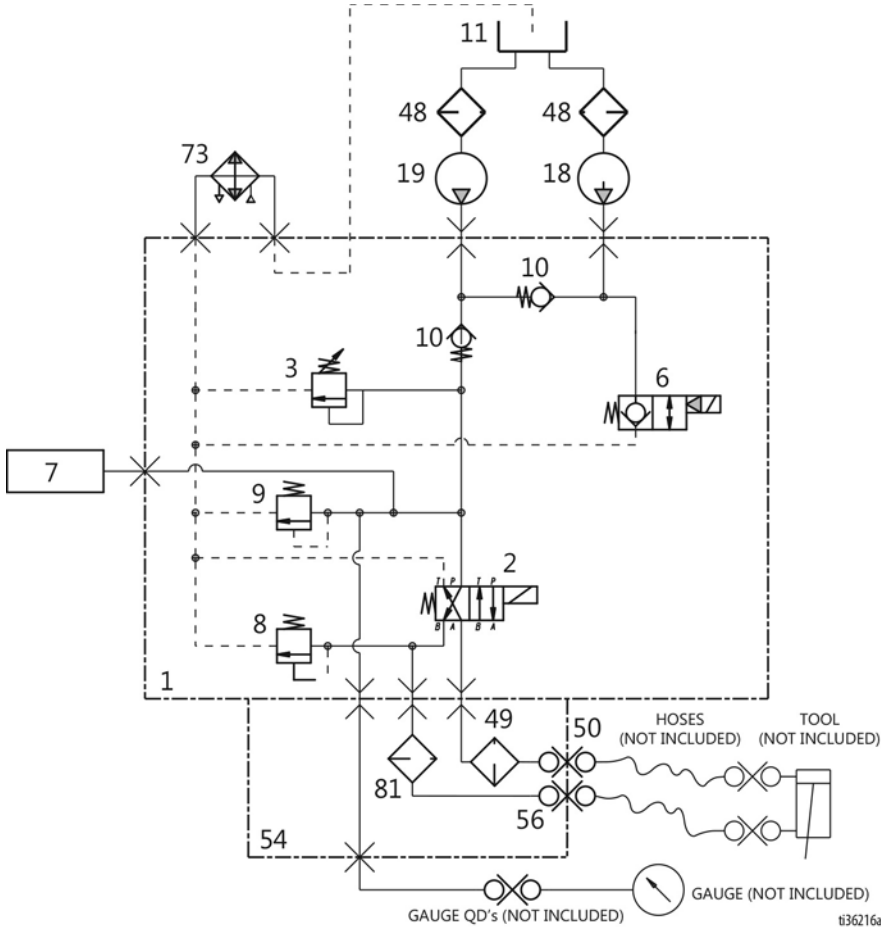 11
48
48
73
19
18
10
10
3
6
7
9
2
T P T P
B A B A
8
1
49
50
HOSES
(NOT INCLUDED)
TOOL
(NOT INCLUDED)
81
56
54
GAUGE (NOT INCLUDED)
GAUGE QD's (NOT INCLUDED)
ti36216a